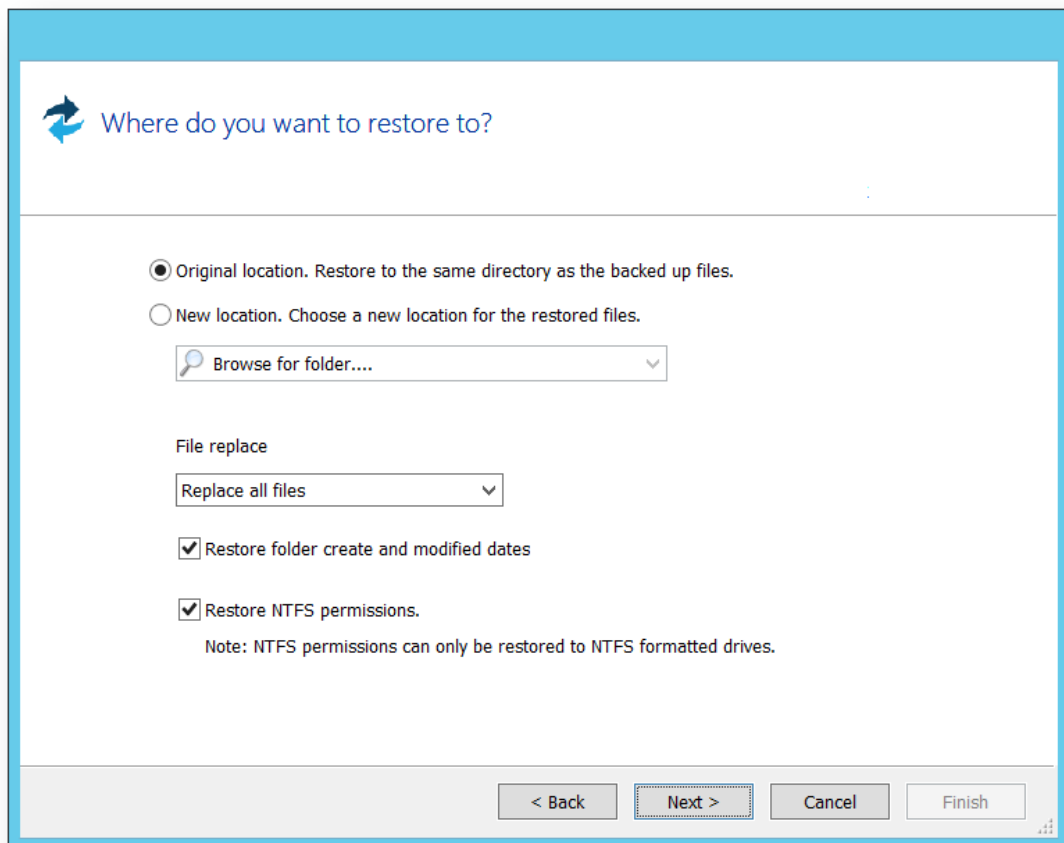 Where do you want to restore to?
Original location. Restore to the same directory as the backed up files.
New location. Choose a new location for the restored files.
Browse for folder....
File replace
Replace all files
Restore folder create and modified dates
Restore NTFS permissions.
Note: NTFS permissions can only be restored to NTFS formatted drives.
< Back Next > Cancel Finish